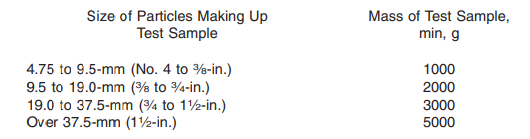 Size of Particles Making Up Mass of Test Sample,
Test Sample min, g
4.75 to 9.5-mm (No. 4 to ⅜-in.) 1000
9.5 to 19.0-mm (⅜ to ¾-in.) 2000
19.0 to 37.5-mm (¾ to 1½-in.) 3000
Over 37.5-mm (1½-in.) 5000